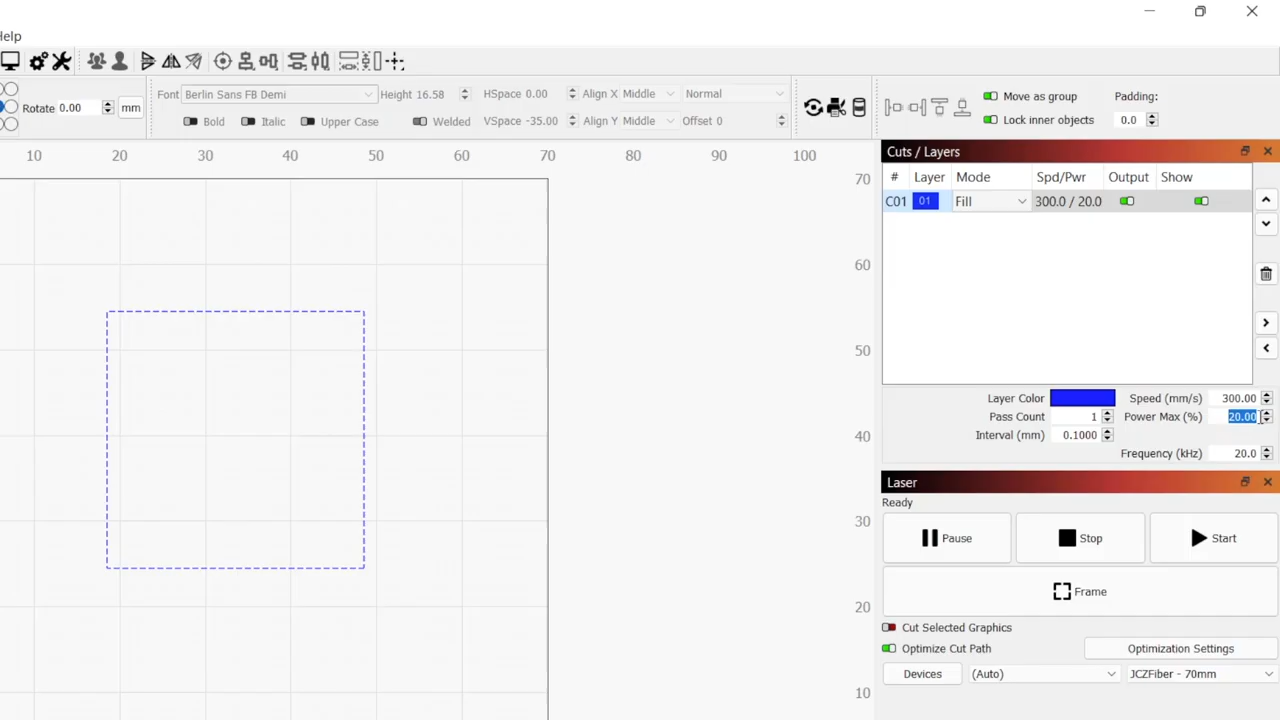 Help
Rotate 0.00 mm
Font Berlin Sans FB Demi Height 16.58 HSpace 0.00 Align X Middle Normal
Bold Italic Upper Case Welded VSpace -35.00 Align Y Middle Offset 0
Move as group Padding:
Lock inner objects 0.0
10 20 30 40 50 60 70 80 90 100
70
60
50
40
30
20
10
Cuts / Layers
# Layer Mode Spd/Pwr Output Show
C01 01 Fill 300.0 / 20.0
Layer Color Speed (mm/s) 300.00
Pass Count 1 Power Max (%) 20.00
Interval (mm) 0.1000
Frequency (kHz) 20.0
Laser
Ready
Pause Stop Start
Frame
Cut Selected Graphics
Optimize Cut Path Optimization Settings
Devices (Auto) JCZFiber - 70mm